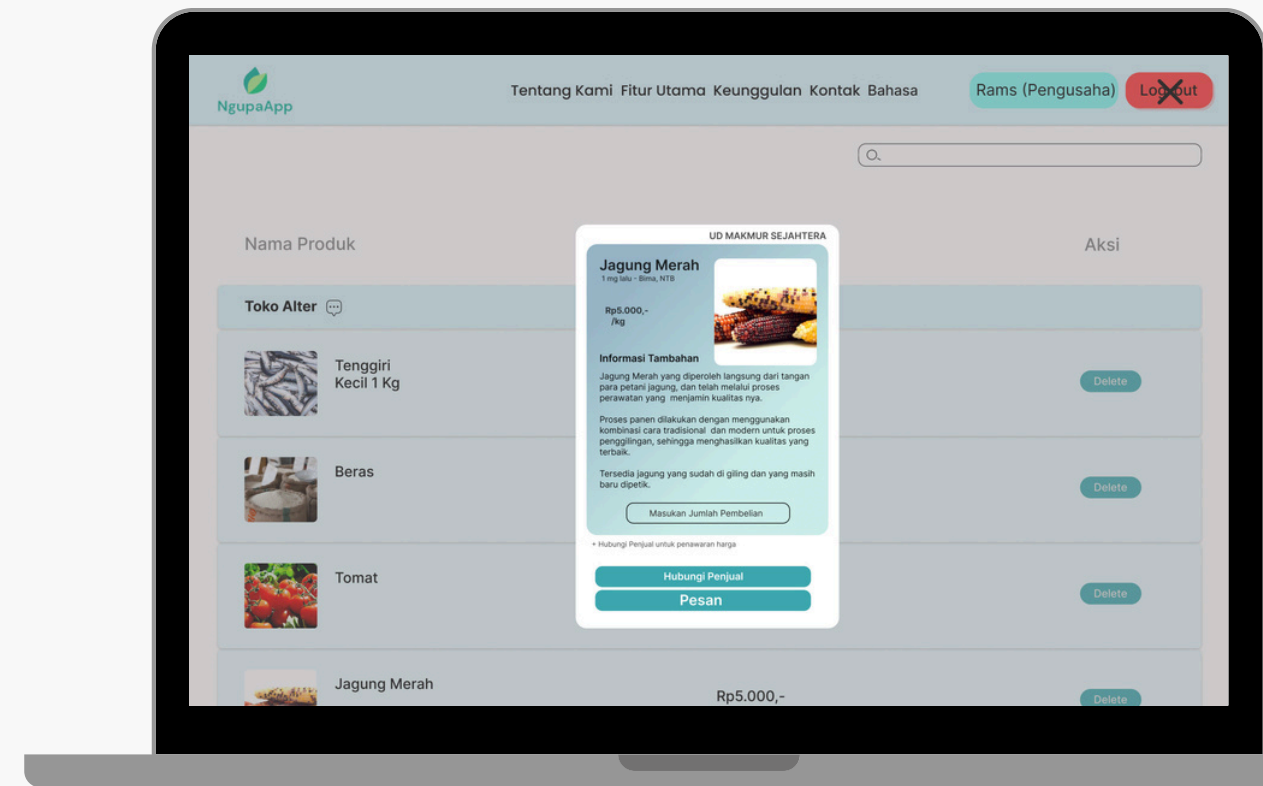 NgupaApp
Tentang Kami Fitur Utama Keunggulan Kontak Bahasa
Rams (Pengusaha)
Logout
Nama Produk
Aksi
Toko Alter
Tenggiri
Kecil 1 Kg
Delete
Beras
Delete
Tomat
Delete
Jagung Merah
Rp5.000,-
Delete
UD MAKMUR SEJAHTERA
Jagung Merah
1 mg lalu - Bima, NTB
Rp5.000,-
/kg
Informasi Tambahan
Jagung Merah yang diperoleh langsung dari tangan
para petani jagung, dan telah melalui proses
perawatan yang menjamin kualitas nya.
Proses panen dilakukan dengan menggunakan
kombinasi cara tradisional dan modern untuk proses
penggilingan, sehingga menghasilkan kualitas yang
terbaik.
Tersedia jagung yang sudah di giling dan yang masih
baru dipetik.
Masukan Jumlah Pembelian
+ Hubungi Penjual untuk penawaran harga
Hubungi Penjual
Pesan